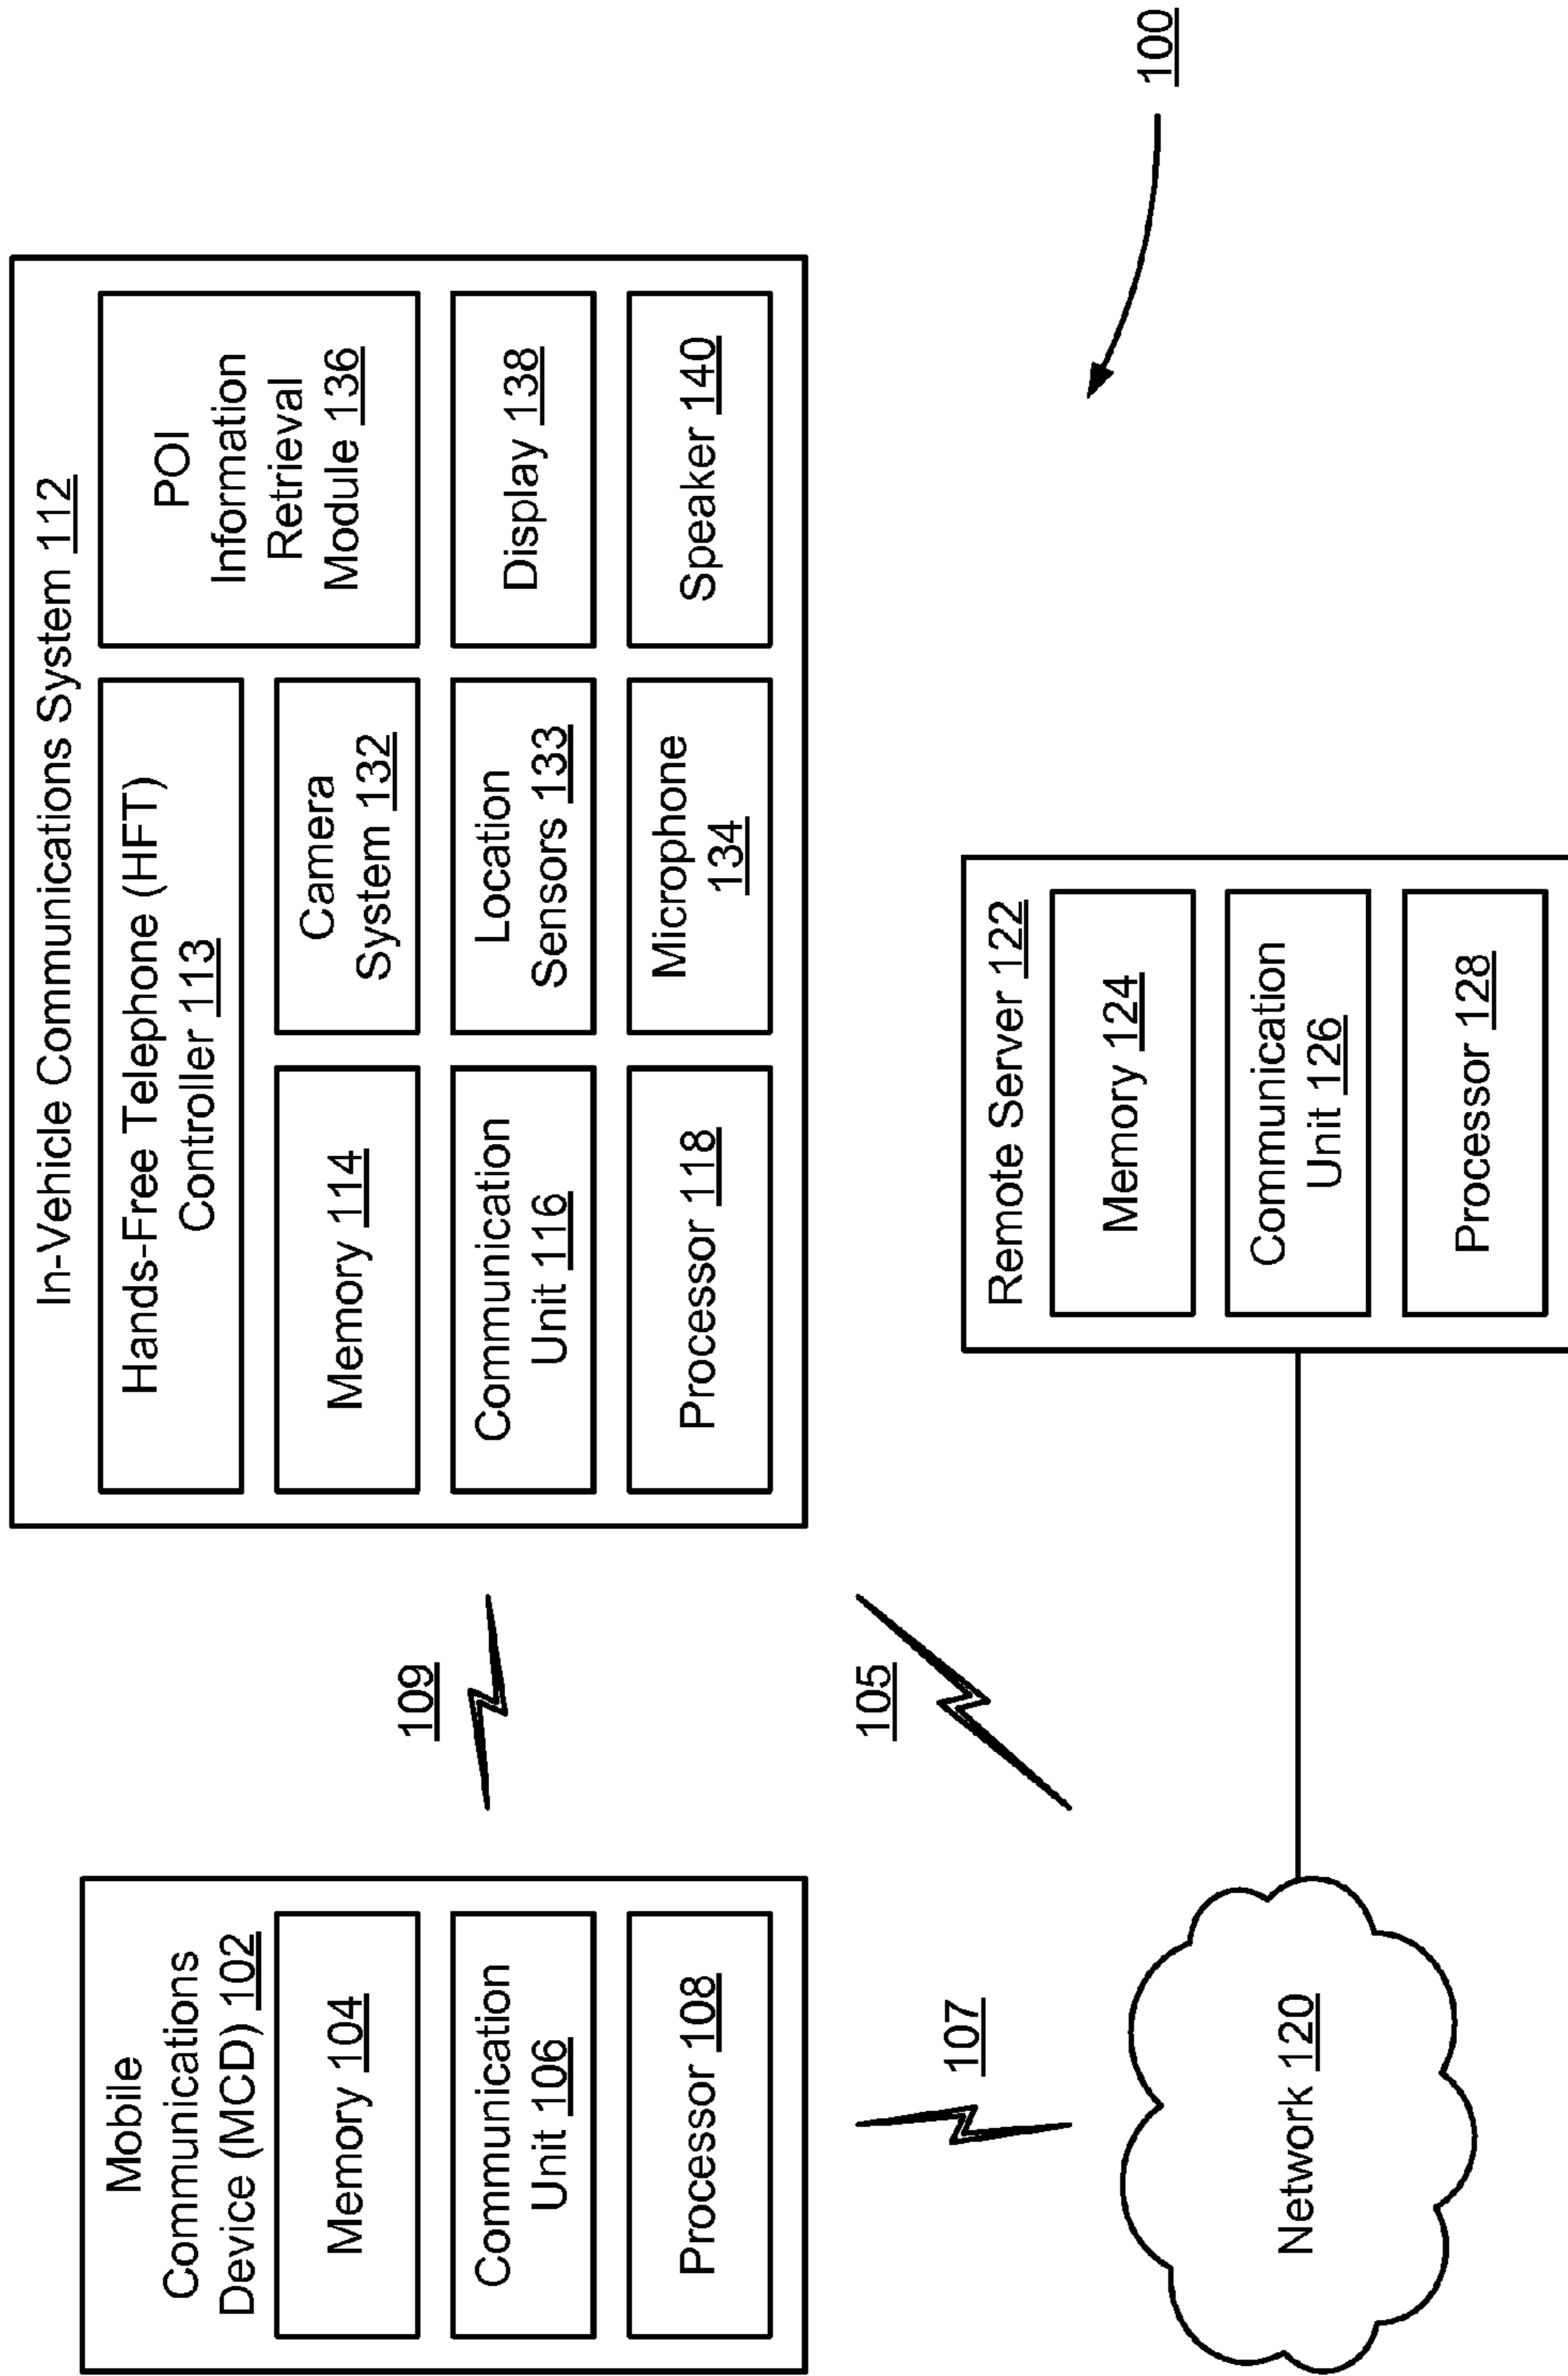 Mobile
Communications
Device (MCD) 102
Memory 104
Communication
Unit 106
Processor 108
109
In-Vehicle Communications System 112
Hands-Free Telephone (HFT)
Controller 113
Memory 114
Communication
Unit 116
Processor 118
Camera
System 132
Location
Sensors 133
Microphone
134
POI
Information
Retrieval
Module 136
Display 138
Speaker 140
107
105
Network 120
Remote Server 122
Memory 124
Communication
Unit 126
Processor 128
100